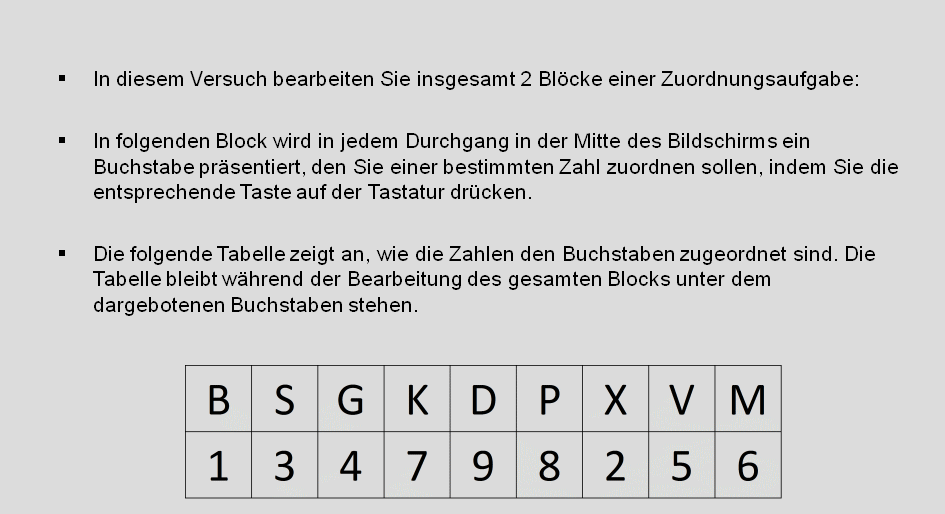 ▪ In diesem Versuch bearbeiten Sie insgesamt 2 Blöcke einer Zuordnungsaufgabe:
▪ In folgenden Block wird in jedem Durchgang in der Mitte des Bildschirms ein
Buchstabe präsentiert, den Sie einer bestimmten Zahl zuordnen sollen, indem Sie die
entsprechende Taste auf der Tastatur drücken.
▪ Die folgende Tabelle zeigt an, wie die Zahlen den Buchstaben zugeordnet sind. Die
Tabelle bleibt während der Bearbeitung des gesamten Blocks unter dem
dargebotenen Buchstaben stehen.
B S G K D P X V M
1 3 4 7 9 8 2 5 6